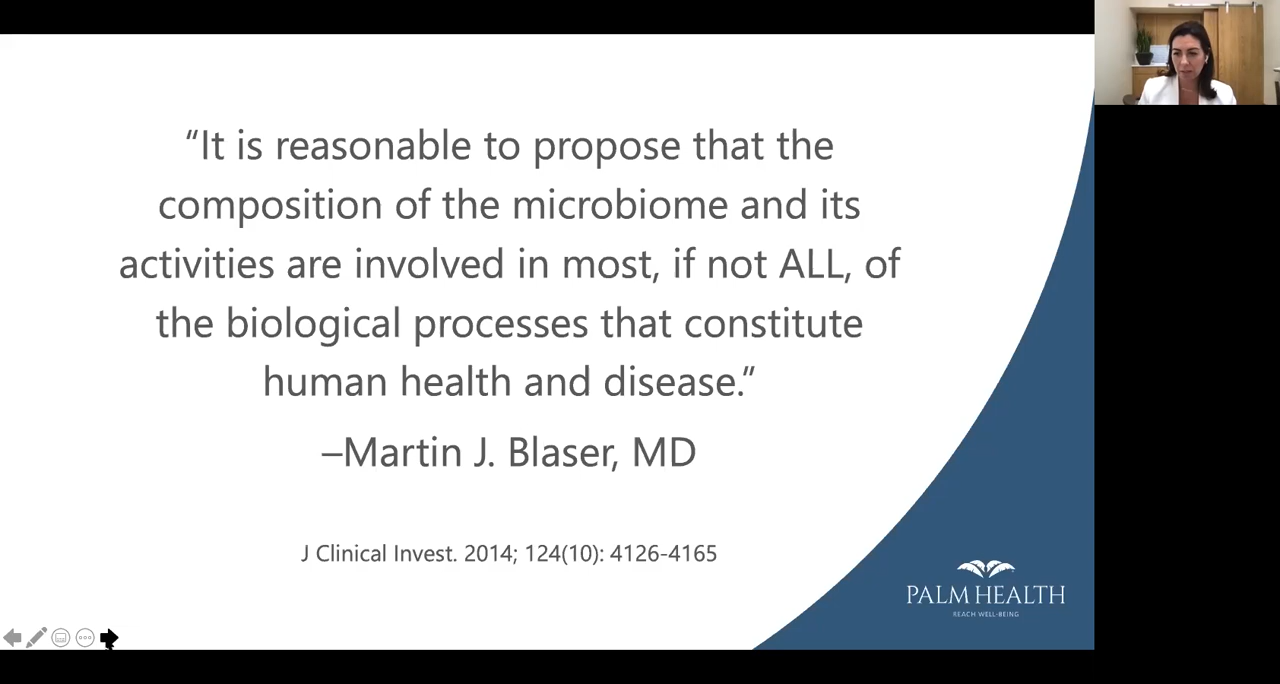 “It is reasonable to propose that the
composition of the microbiome and its
activities are involved in most, if not ALL, of
the biological processes that constitute
human health and disease.”
–Martin J. Blaser, MD
J Clinical Invest. 2014; 124(10): 4126-4165
PALM HEALTH
REACH WELL-BEING